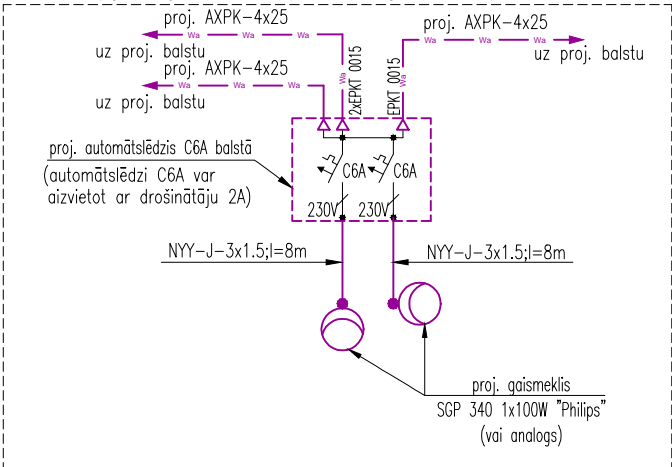 proj. AXPK-4x25
Wa Wa Wa
uz proj. balstu
proj. AXPK-4x25
Wa Wa Wa
uz proj. balstu
Wa
2xEPKT 0015
Wa
EPKT 0015
proj. AXPK-4x25
Wa Wa Wa
uz proj. balstu
proj. automātslēdzis C6A balstā
(automātslēdzi C6A var
aizvietot ar drošinātāju 2A)
C6A
C6A
230V
230V
NYY-J-3x1.5;l=8m
NYY-J-3x1.5;l=8m
proj. gaismeklis
SGP 340 1x100W "Philips"
(vai analogs)